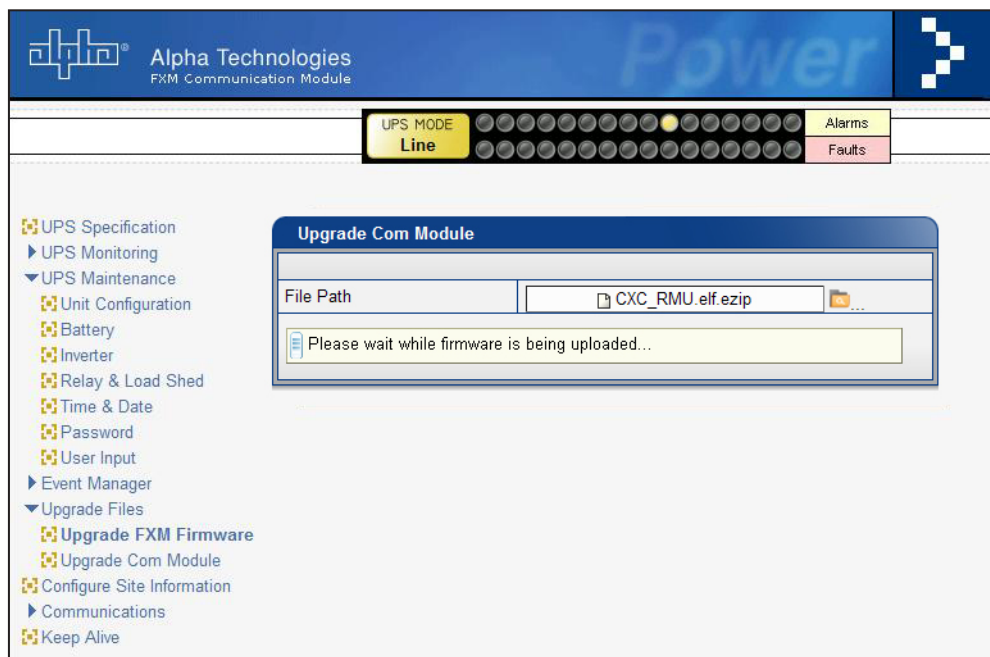 alpha®
Alpha Technologies
FXM Communication Module
Power
UPS MODE
Line
Alarms
Faults
UPS Specification
UPS Monitoring
UPS Maintenance
Unit Configuration
Battery
Inverter
Relay & Load Shed
Time & Date
Password
User Input
Event Manager
Upgrade Files
Upgrade FXM Firmware
Upgrade Com Module
Configure Site Information
Communications
Keep Alive
Upgrade Com Module
File Path
CXC_RMU.elf.ezip
...
Please wait while firmware is being uploaded...